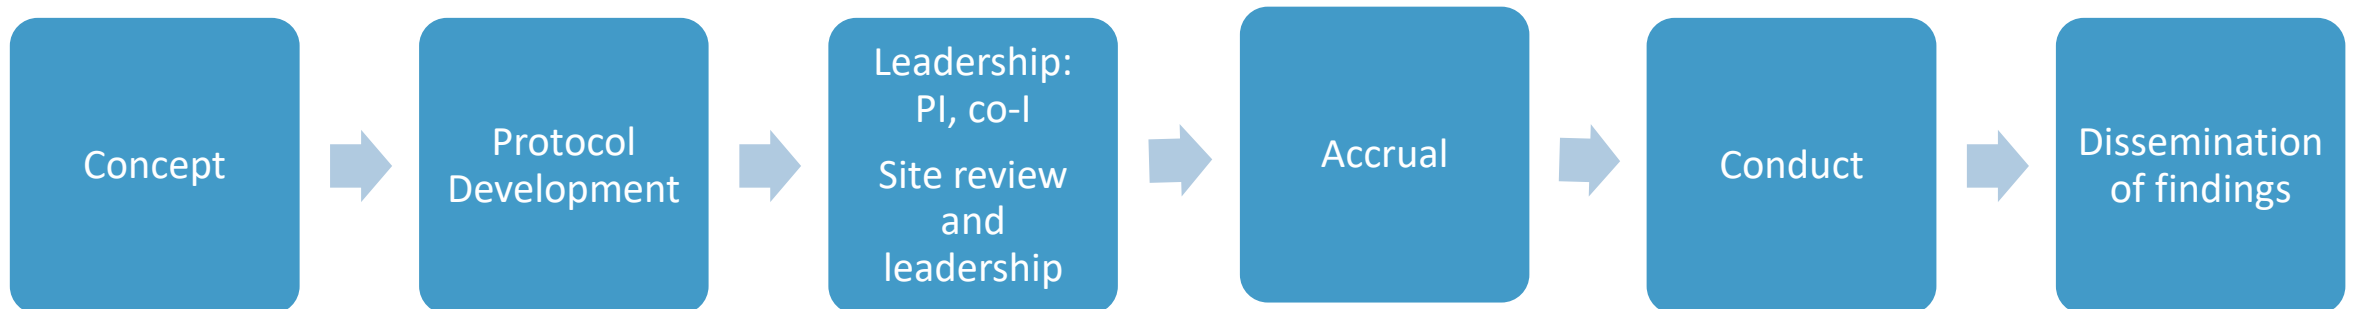 Concept
Protocol
Development
Leadership:
PI, co-I
Site review
and
leadership
Accrual
Conduct
Dissemination
of findings